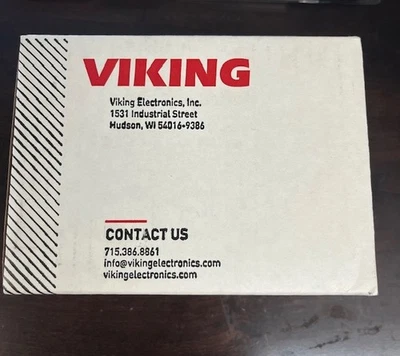 VIKING
Viking Electronics, Inc.
1531 Industrial Street
Hudson, WI 54016-9386
CONTACT US
715.386.8861
info@vikingelectronics.com
vikingelectronics.com